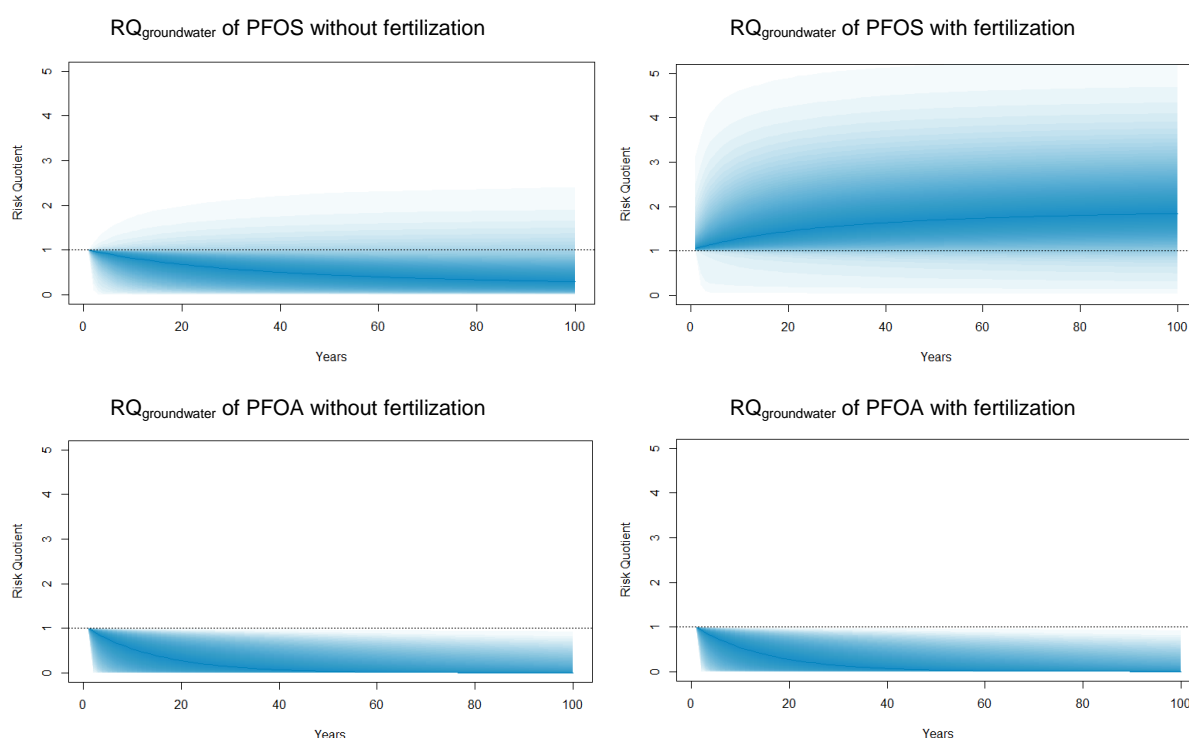 RQgroundwater of PFOS without fertilization
RQgroundwater of PFOS with fertilization
5
4
3
2
1
0
Risk Quotient
0 20 40 60 80 100
Years
5
4
3
2
1
0
Risk Quotient
0 20 40 60 80 100
Years
RQgroundwater of PFOA without fertilization
RQgroundwater of PFOA with fertilization
5
4
3
2
1
0
Risk Quotient
0 20 40 60 80 100
Years
5
4
3
2
1
0
Risk Quotient
0 20 40 60 80 100
Years